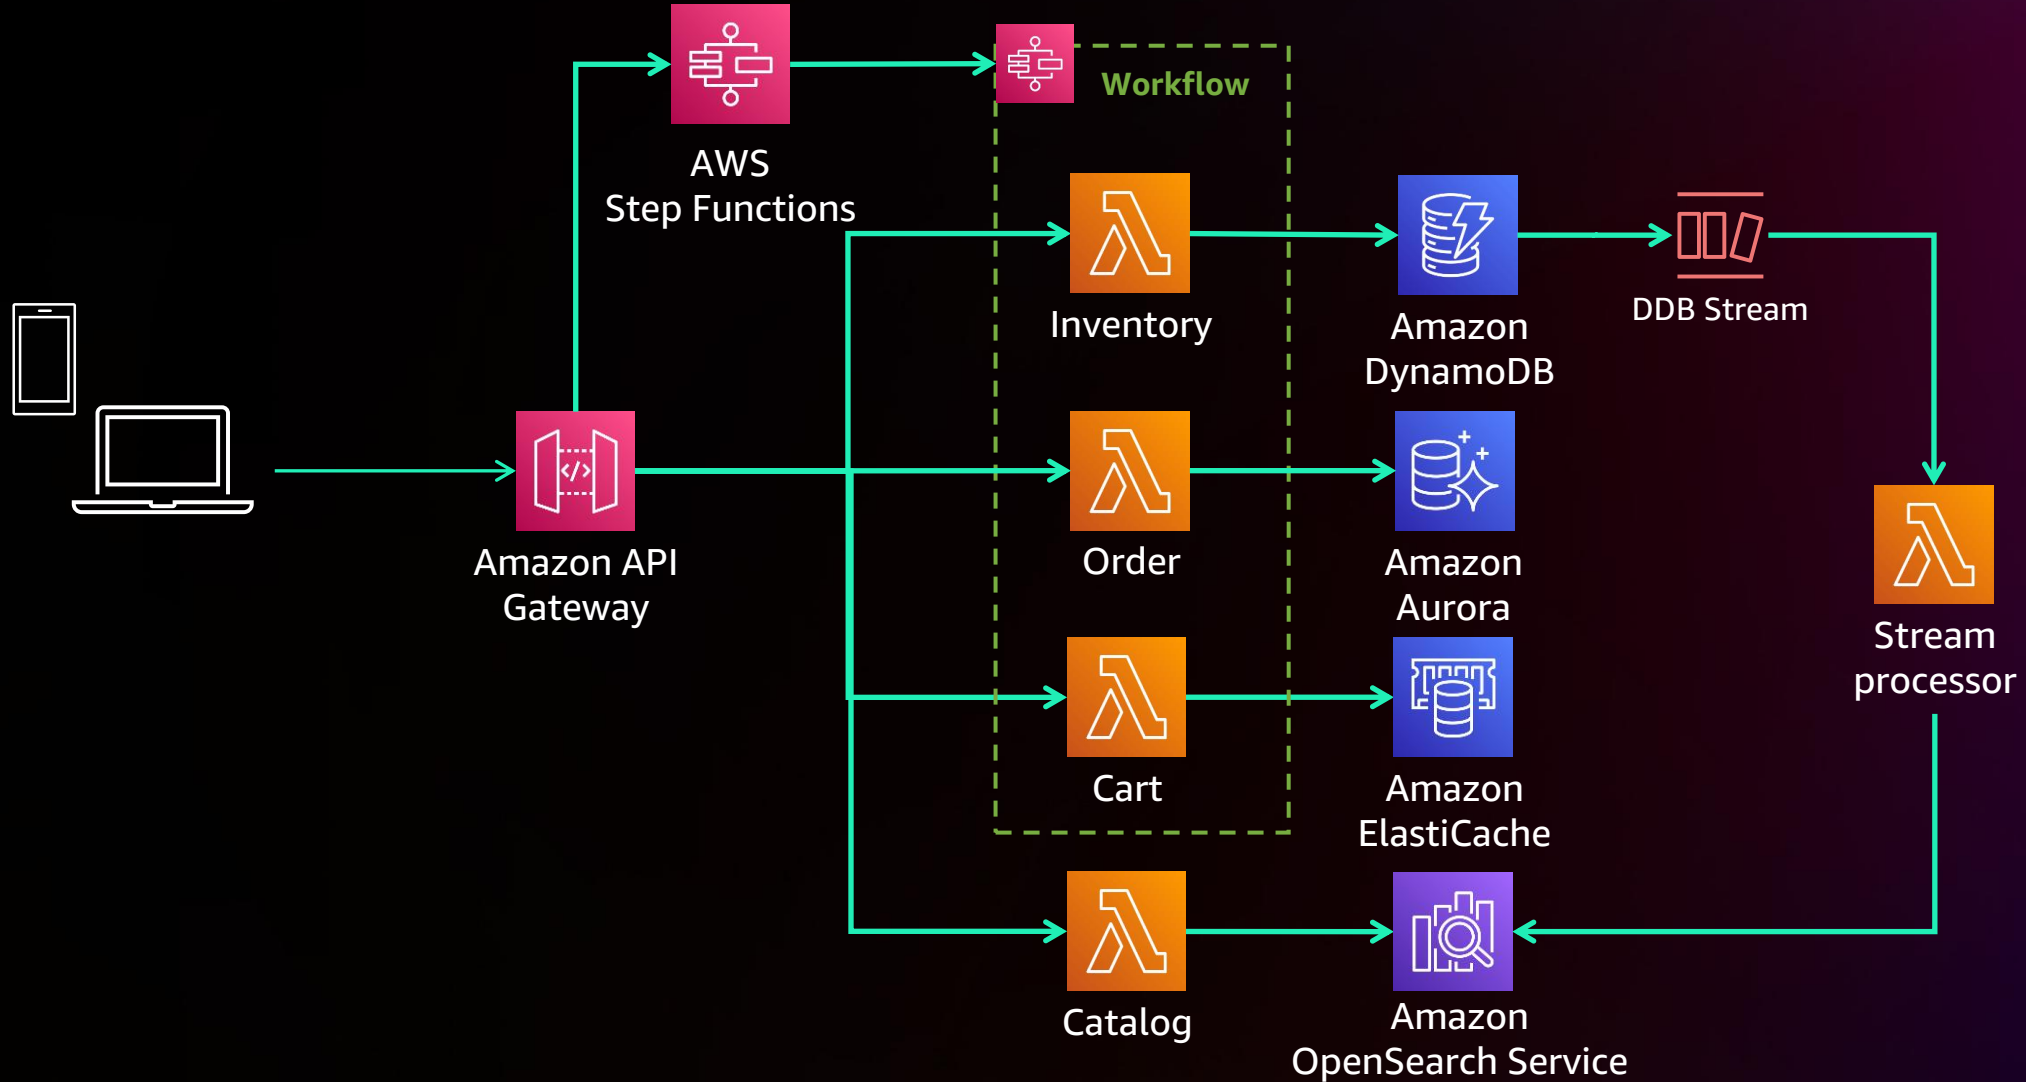 Workflow
AWS
Step Functions
Inventory
Amazon
DynamoDB
DDB Stream
</>
Amazon API
Gateway
Order
Amazon
Aurora
Stream
processor
Cart
Amazon
ElastiCache
Catalog
Amazon
OpenSearch Service